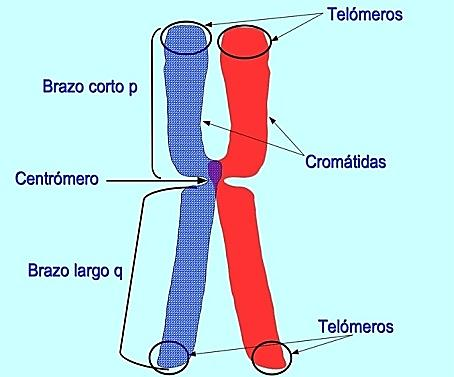 Telómeros
Brazo corto p
Cromátidas
Centrómero
Brazo largo q
Telómeros